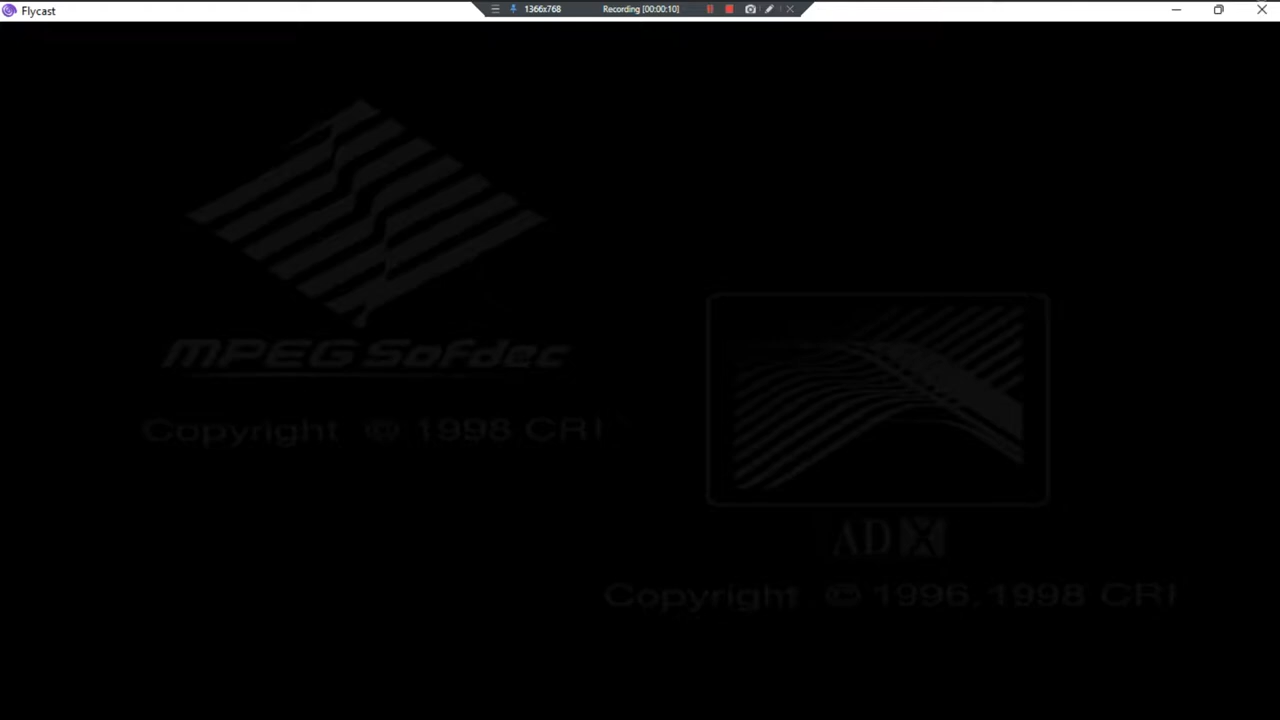 Flycast
1366x768
Recording [00:00:10]
MPEG Sofdec
Copyright © 1998 CRI
ADX
Copyright © 1996,1998 CRI